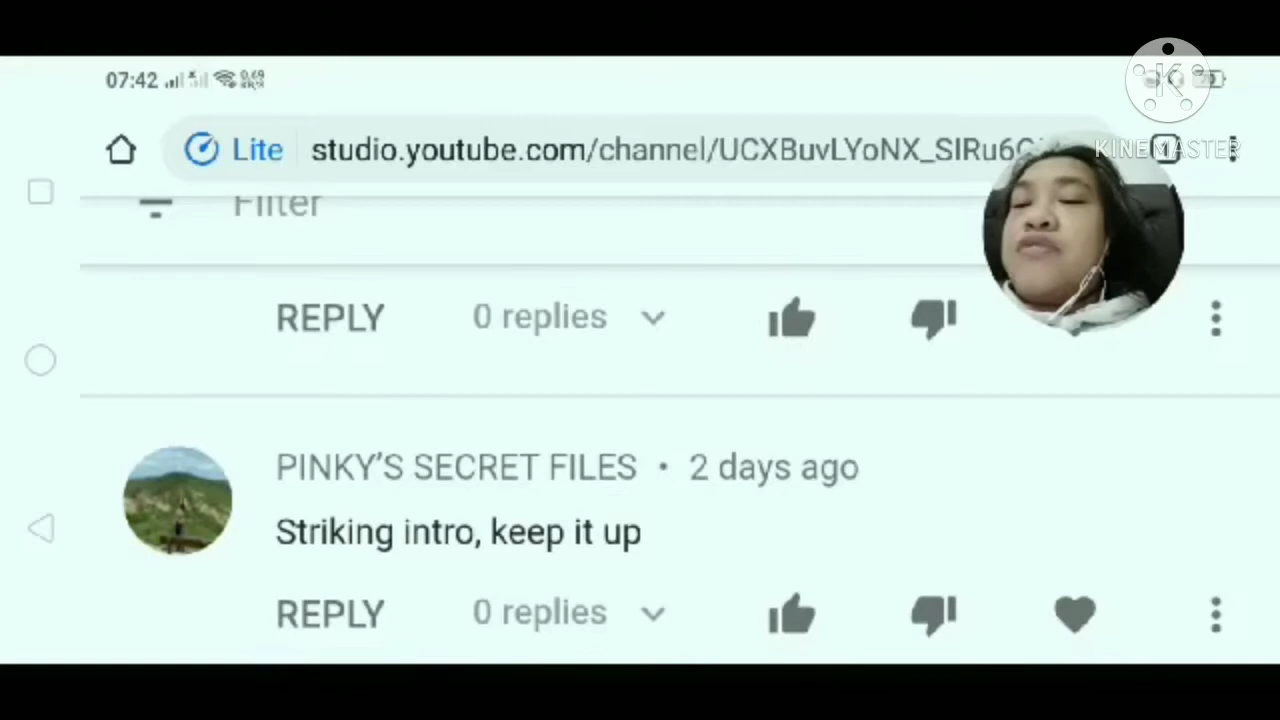 07:42
Lite studio.youtube.com/channel/UCXBuvLYoNX_SIRu6
KINEMASTER
Filter
REPLY 0 replies
PINKY'S SECRET FILES • 2 days ago
Striking intro, keep it up
REPLY 0 replies